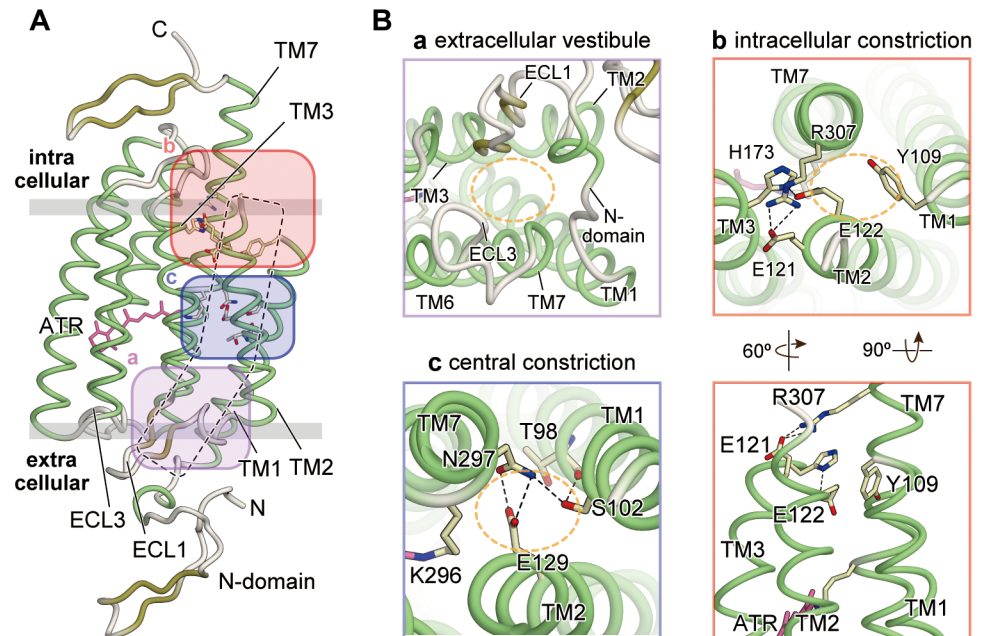 A
C
TM7
TM3
b
intra
cellular
c
ATR
a
extra
cellular
TM1
TM2
N
ECL3
ECL1
N-domain
B
a extracellular vestibule
ECL1
TM2
TM3
N-
domain
ECL3
TM6
TM7
TM1
b intracellular constriction
TM7
R307
H173
Y109
TM3
E122
TM1
E121
TM2
60º
90º
c central constriction
TM7
T98
TM1
N297
S102
K296
E129
TM2
R307
TM7
E121
Y109
E122
TM3
ATR
TM2
TM1